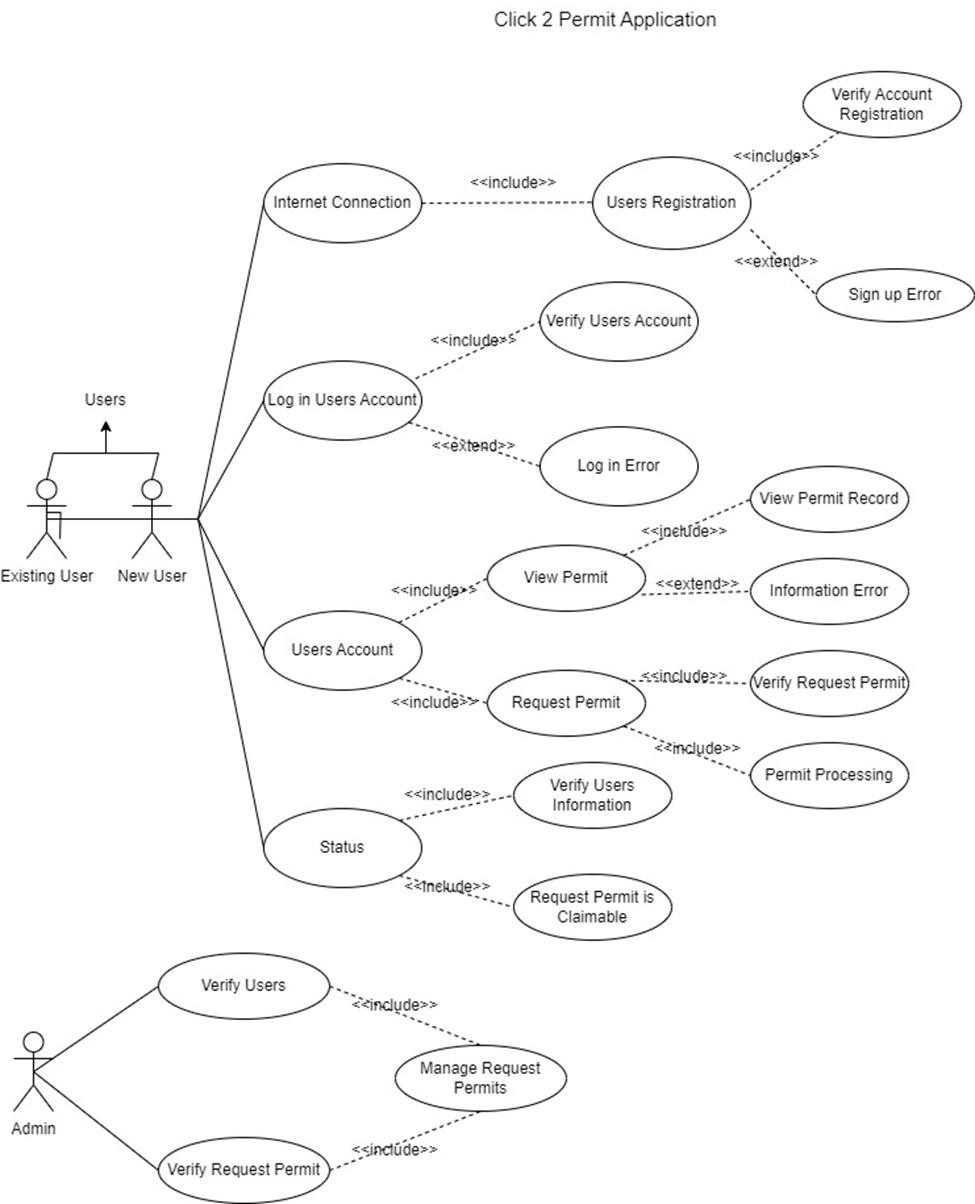 Click 2 Permit Application
Verify Account
Registration
<<include>>
Internet Connection
<<include>>
Users Registration
<<extend>>
Sign up Error
Verify Users Account
<<include>>
Log in Users Account
<<extend>>
Log in Error
Users
Existing User
New User
View Permit Record
<<include>>
View Permit
<<extend>>
Information Error
<<include>>
Users Account
<<include>>
Request Permit
<<include>>
Verify Request Permit
<<include>>
Permit Processing
<<include>>
Verify Users
Information
Status
<<include>>
Request Permit is
Claimable
Verify Users
<<include>>
Admin
Manage Request
Permits
<<include>>
Verify Request Permit